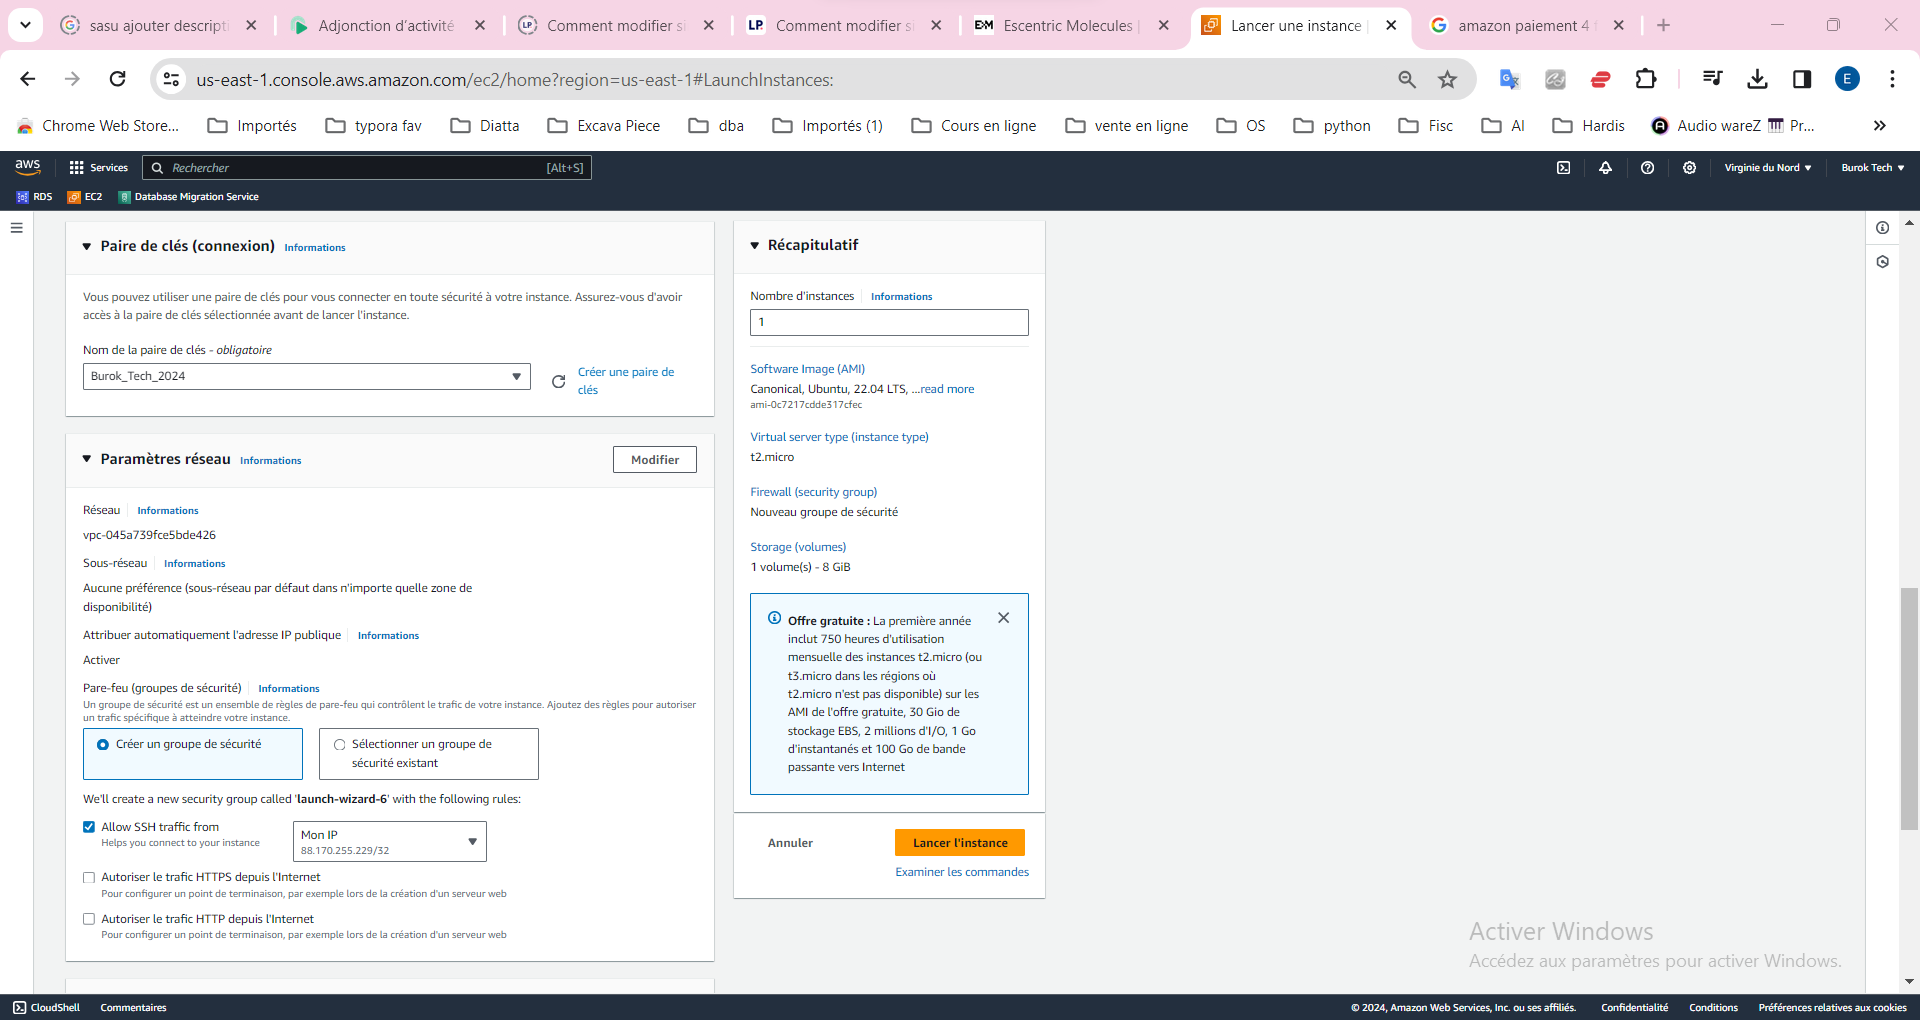 sasu ajouter descripti
Adjonction d'activité
Comment modifier si
Comment modifier si
Escentric Molecules |
Lancer une instance |
amazon paiement 4 f
us-east-1.console.aws.amazon.com/ec2/home?region=us-east-1#LaunchInstances:
E
Chrome Web Store...
Importés
typora fav
Diatta
Excava Piece
dba
Importés (1)
Cours en ligne
vente en ligne
OS
python
Fisc
AI
Hardis
Audio wareZ
Pr...
aws
Services
Rechercher
[Alt+S]
Virginie du Nord
Burok Tech
RDS
EC2
Database Migration Service
Paire de clés (connexion) Informations
Vous pouvez utiliser une paire de clés pour vous connecter en toute sécurité à votre instance. Assurez-vous d'avoir
accès à la paire de clés sélectionnée avant de lancer l'instance.
Nom de la paire de clés - obligatoire
Burok_Tech_2024
Créer une paire de
clés
Paramètres réseau Informations
Modifier
Réseau Informations
vpc-045a739fce5bde426
Sous-réseau Informations
Aucune préférence (sous-réseau par défaut dans n'importe quelle zone de
disponibilité)
Attribuer automatiquement l'adresse IP publique Informations
Activer
Pare-feu (groupes de sécurité) Informations
Un groupe de sécurité est un ensemble de règles de pare-feu qui contrôlent le trafic de votre instance. Ajoutez des règles pour autoriser
un trafic spécifique à atteindre votre instance.
Créer un groupe de sécurité
Sélectionner un groupe de
sécurité existant
We'll create a new security group called 'launch-wizard-6' with the following rules:
Allow SSH traffic from
Helps you connect to your instance
Mon IP
88.170.255.229/32
Autoriser le trafic HTTPS depuis l'Internet
Pour configurer un point de terminaison, par exemple lors de la création d'un serveur web
Autoriser le trafic HTTP depuis l'Internet
Pour configurer un point de terminaison, par exemple lors de la création d'un serveur web
Récapitulatif
Nombre d'instances Informations
1
Software Image (AMI)
Canonical, Ubuntu, 22.04 LTS, ...read more
ami-0c7217cdde317cfec
Virtual server type (instance type)
t2.micro
Firewall (security group)
Nouveau groupe de sécurité
Storage (volumes)
1 volume(s) - 8 GiB
Offre gratuite : La première année
inclut 750 heures d'utilisation
mensuelle des instances t2.micro (ou
t3.micro dans les régions où
t2.micro n'est pas disponible) sur les
AMI de l'offre gratuite, 30 Gio de
stockage EBS, 2 millions d'I/O, 1 Go
d'instantanés et 100 Go de bande
passante vers Internet
Annuler
Lancer l'instance
Examiner les commandes
Activer Windows
Accédez aux paramètres pour activer Windows.
CloudShell
Commentaires
© 2024, Amazon Web Services, Inc. ou ses affiliés.
Confidentialité
Conditions
Préférences relatives aux cookies